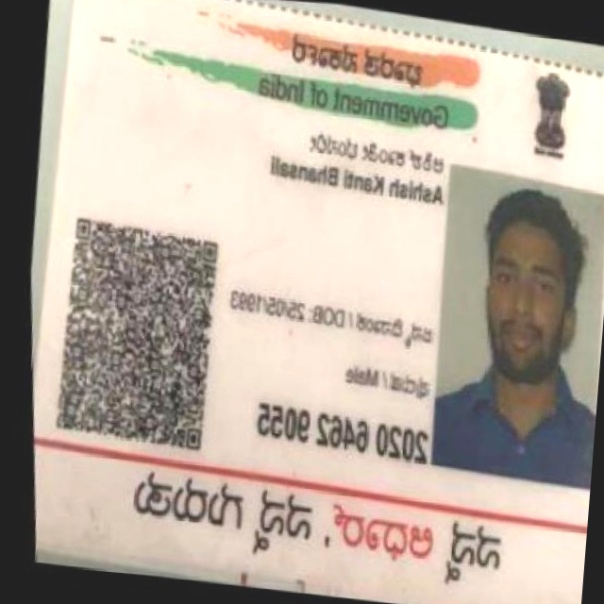 ಭಾರತ ಸರ್ಕಾರ
Government of India
ಆಶಿಶ್ ಕಾಂತಿ ಭನ್ಸಾಲಿ
Ashish Kanti Bhansali
ಜನ್ಮ ದಿನಾಂಕ / DOB: 25/05/1993
ಪುರುಷ / Male
2020 6462 9055
ನನ್ನ ಆಧಾರ್, ನನ್ನ ಗುರುತು